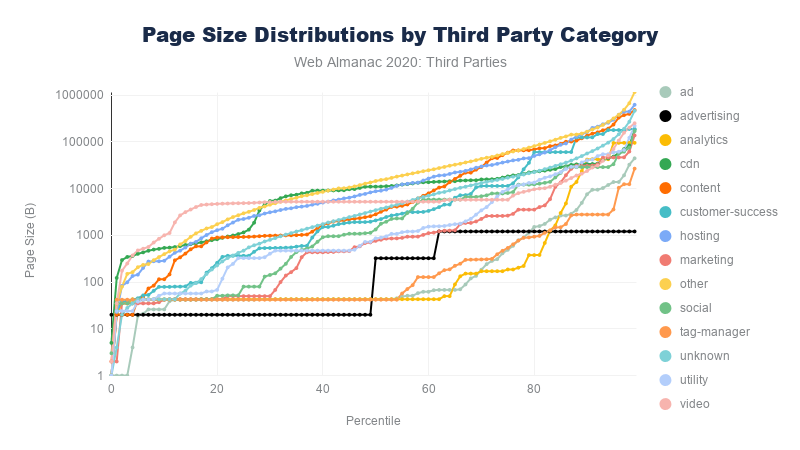 Page Size Distributions by Third Party Category
Web Almanac 2020: Third Parties
Page Size (B)
1000000
100000
10000
1000
100
10
1
0
20
40
60
80
Percentile
ad
advertising
analytics
cdn
content
customer-success
hosting
marketing
other
social
tag-manager
unknown
utility
video